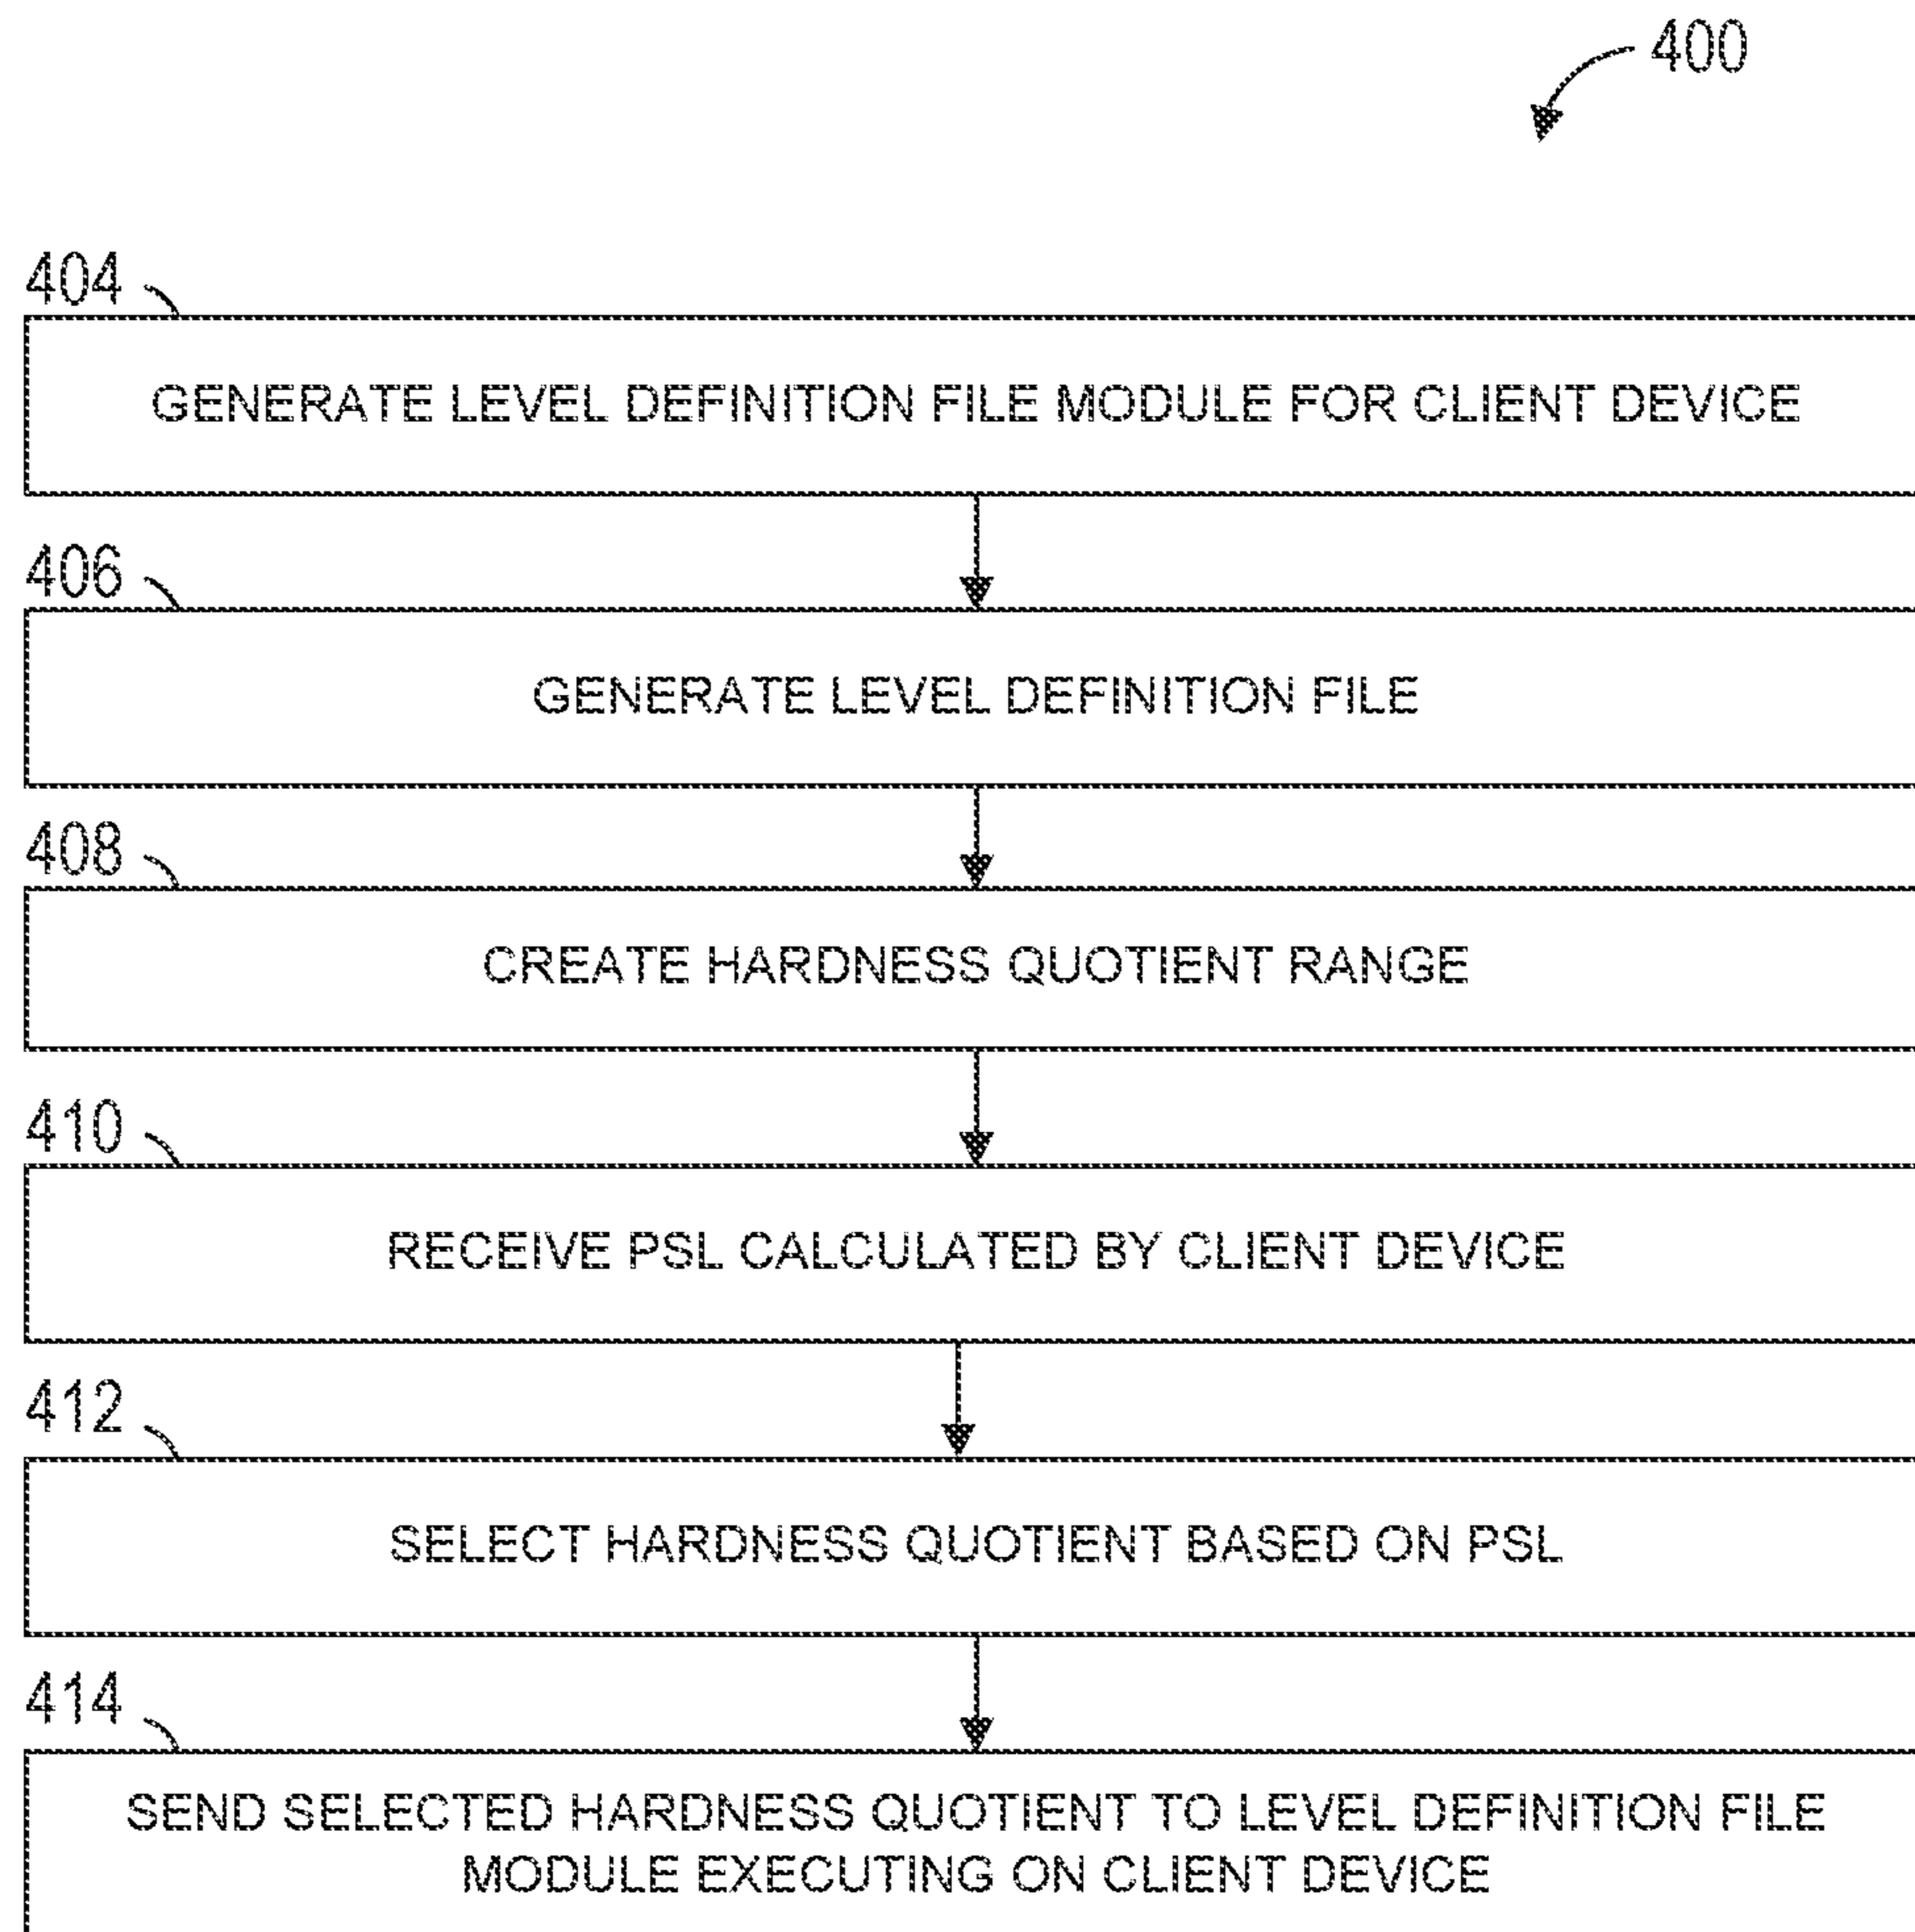 400
404
GENERATE LEVEL DEFINITION FILE MODULE FOR CLIENT DEVICE
406
GENERATE LEVEL DEFINITION FILE
408
CREATE HARDNESS QUOTIENT RANGE
410
RECEIVE PSL CALCULATED BY CLIENT DEVICE
412
SELECT HARDNESS QUOTIENT BASED ON PSL
414
SEND SELECTED HARDNESS QUOTIENT TO LEVEL DEFINITION FILE
MODULE EXECUTING ON CLIENT DEVICE